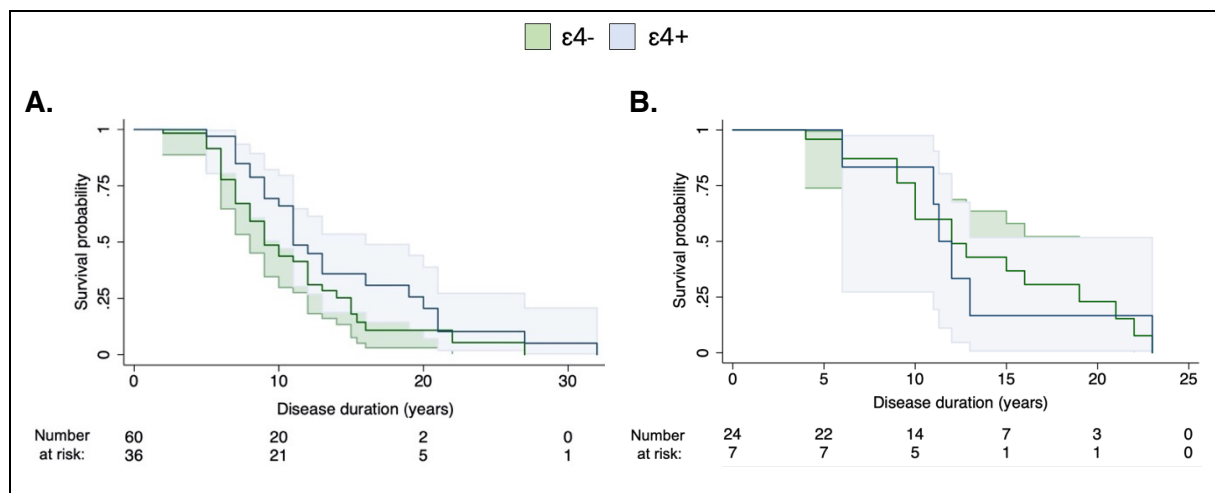 ε4- ε4+
A.
Survival probability
1
.75
.5
.25
0
0 10 20 30
Disease duration (years)
Number 60 20 2 0
at risk: 36 21 5 1
B.
Survival probability
1
.75
.5
.25
0
0 5 10 15 20 25
Disease duration (years)
Number 24 22 14 7 3 0
at risk: 7 7 5 1 1 0